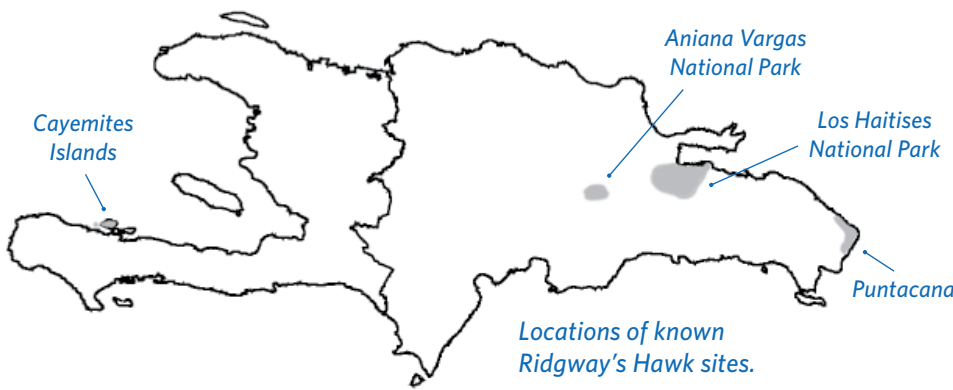 Aniana Vargas
National Park
Cayemites
Islands
Los Haitises
National Park
Puntacana
Locations of known
Ridgway's Hawk sites.